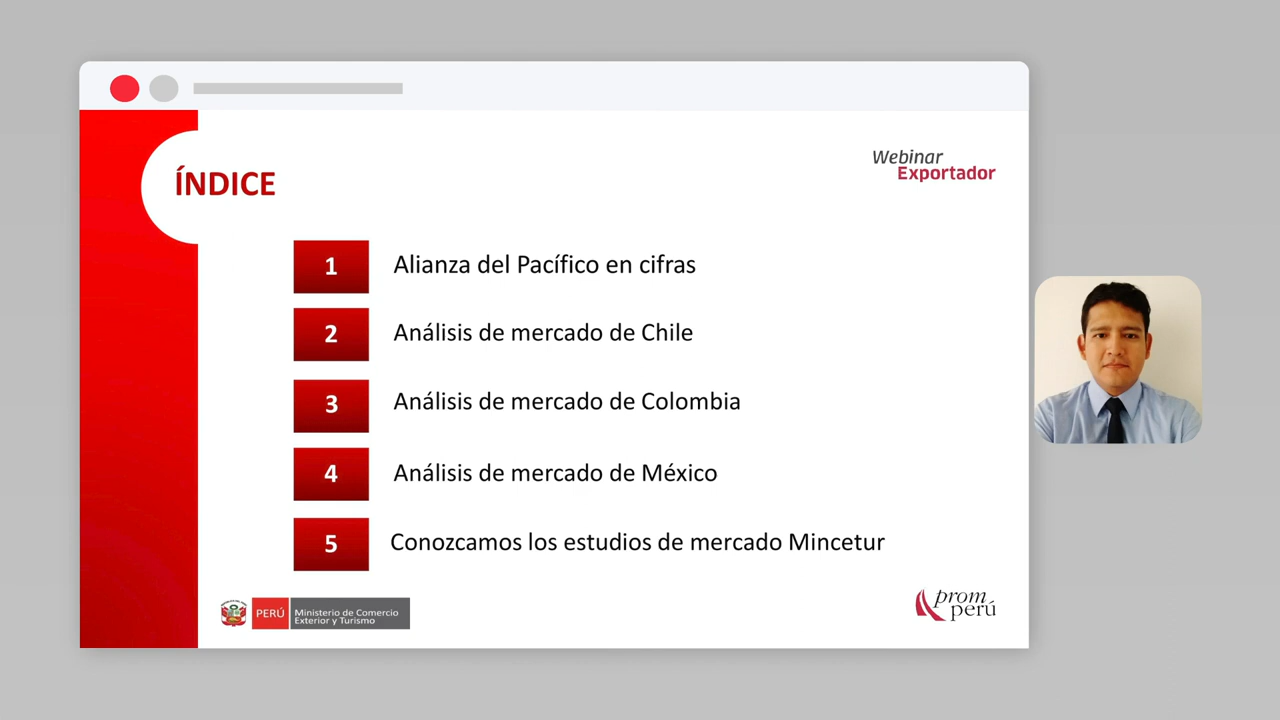 ÍNDICE
Webinar
Exportador
1
Alianza del Pacífico en cifras
2
Análisis de mercado de Chile
3
Análisis de mercado de Colombia
4
Análisis de mercado de México
5
Conozcamos los estudios de mercado Mincetur
PERÚ
Ministerio de Comercio
Exterior y Turismo
prom
perú